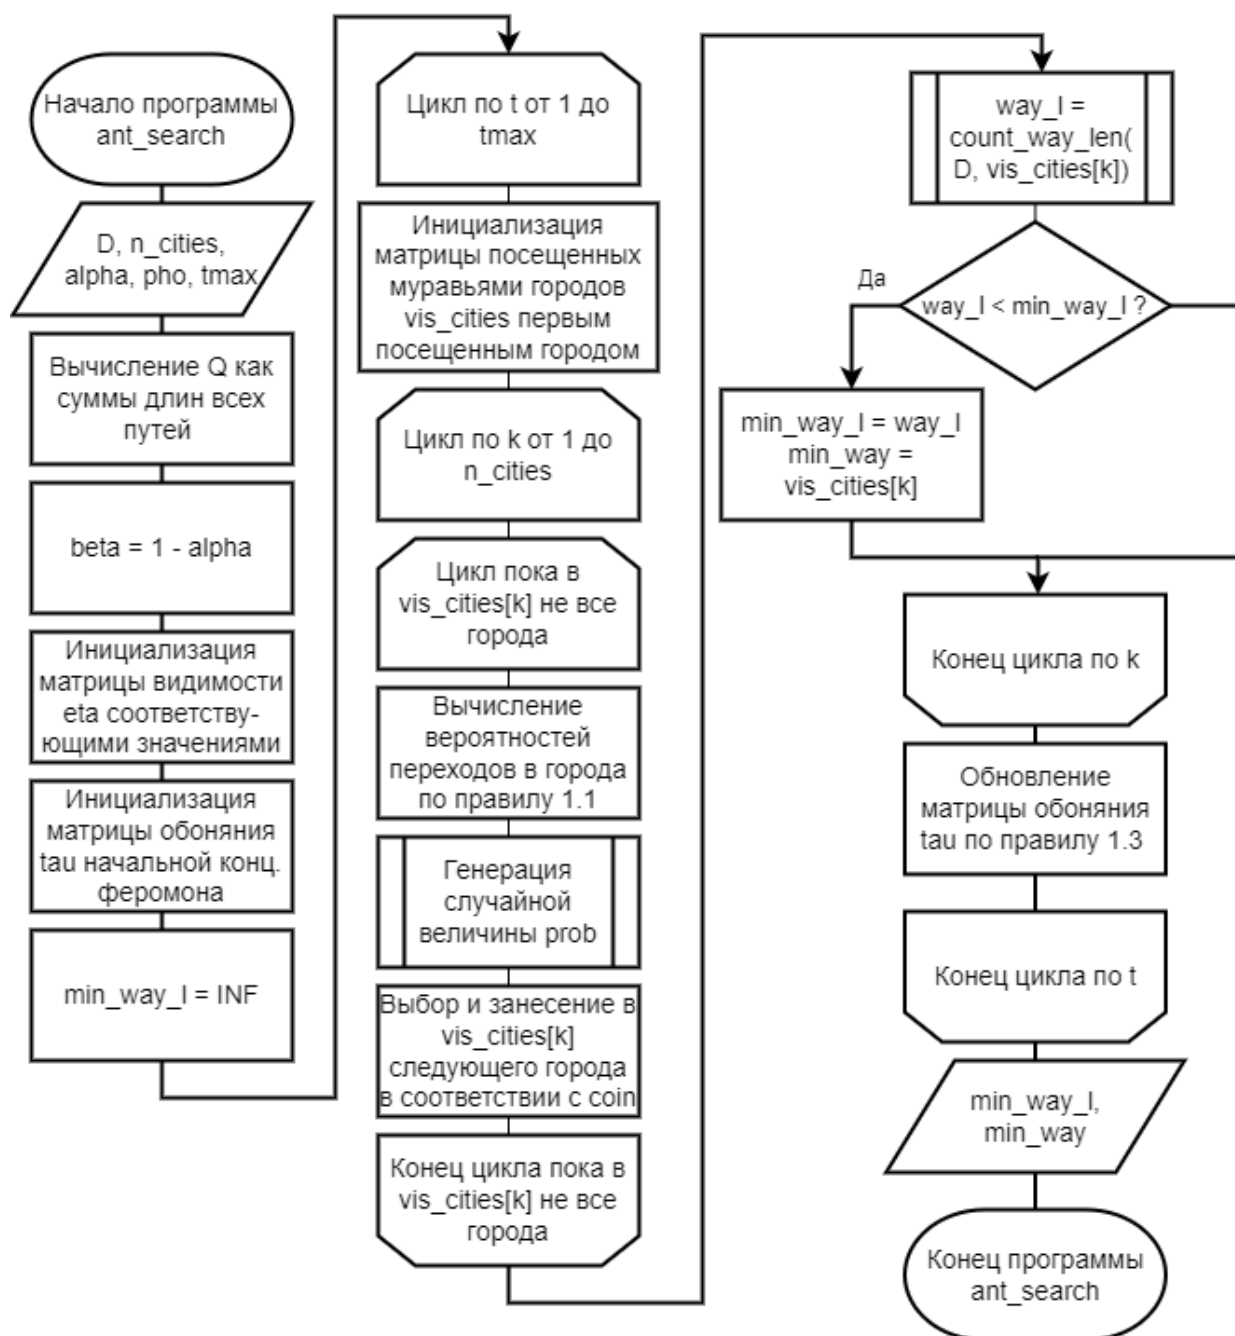 Начало программы
ant_search
D, n_cities,
alpha, pho, tmax
Вычисление Q как
суммы длин всех
путей
beta = 1 - alpha
Инициализация
матрицы видимости
eta соответству-
ющими значениями
Инициализация
матрицы обоняния
tau начальной конц.
феромона
min_way_l = INF
Цикл по t от 1 до
tmax
Инициализация
матрицы посещенных
муравьями городов
vis_cities первым
посещенным городом
Цикл по k от 1 до
n_cities
Цикл пока в
vis_cities[k] не все
города
Вычисление
вероятностей
переходов в города
по правилу 1.1
Генерация
случайной
величины prob
Выбор и занесение в
vis_cities[k]
следующего города
в соответствии с coin
Конец цикла пока в
vis_cities[k] не все
города
way_l =
count_way_len(
D, vis_cities[k])
way_l < min_way_l ?
Да
min_way_l = way_l
min_way =
vis_cities[k]
Конец цикла по k
Обновление
матрицы обоняния
tau по правилу 1.3
Конец цикла по t
min_way_l,
min_way
Конец программы
ant_search